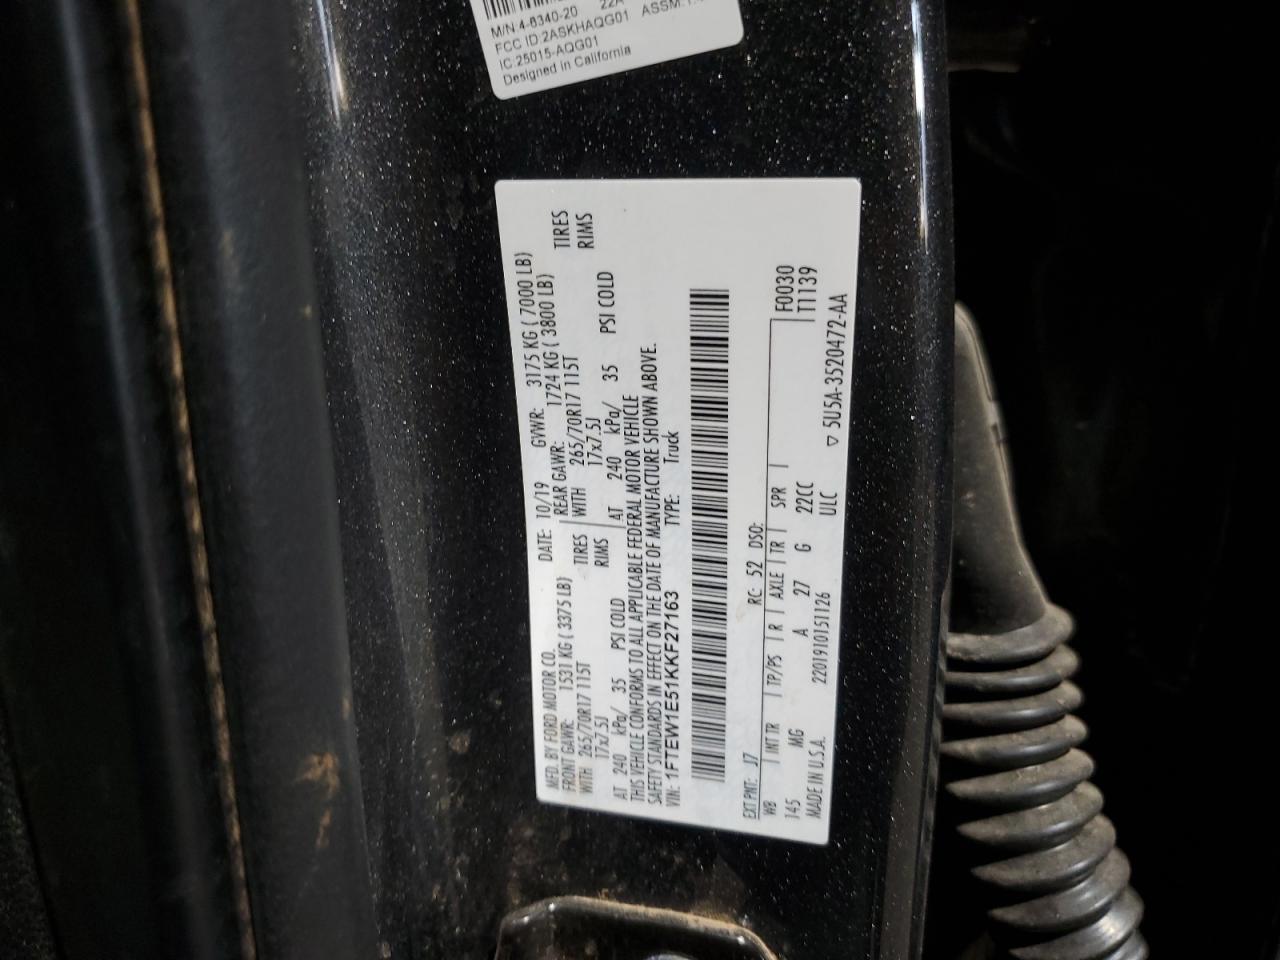 M/N:4-8340-20 22A
FCC ID:2ASKHAQG01 ASSM:
IC:25015-AQG01
Designed in California
MFD. BY FORD MOTOR CO.
DATE: 10/19 GVWR: 3175 KG ( 7000 LB)
FRONT GAWR: 1531 KG ( 3375 LB) REAR GAWR: 1724 KG ( 3800 LB)
WITH 265/70R17 115T TIRES WITH 265/70R17 115T TIRES
17x7.5J RIMS 17x7.5J RIMS
AT 240 kPa/ 35 PSI COLD AT 240 kPa/ 35 PSI COLD
THIS VEHICLE CONFORMS TO ALL APPLICABLE FEDERAL MOTOR VEHICLE
SAFETY STANDARDS IN EFFECT ON THE DATE OF MANUFACTURE SHOWN ABOVE.
VIN: 1FTEW1E51KKF27163 TYPE: Truck
EXT PNT: J7 RC: 52 DSO: F0030
WB INT TR TP/PS R AXLE TR SPR T1139
145 MG A 27 G 22CC
MADE IN U.S.A. 2201910151126 ULC ▽ 5U5A-3520472-AA